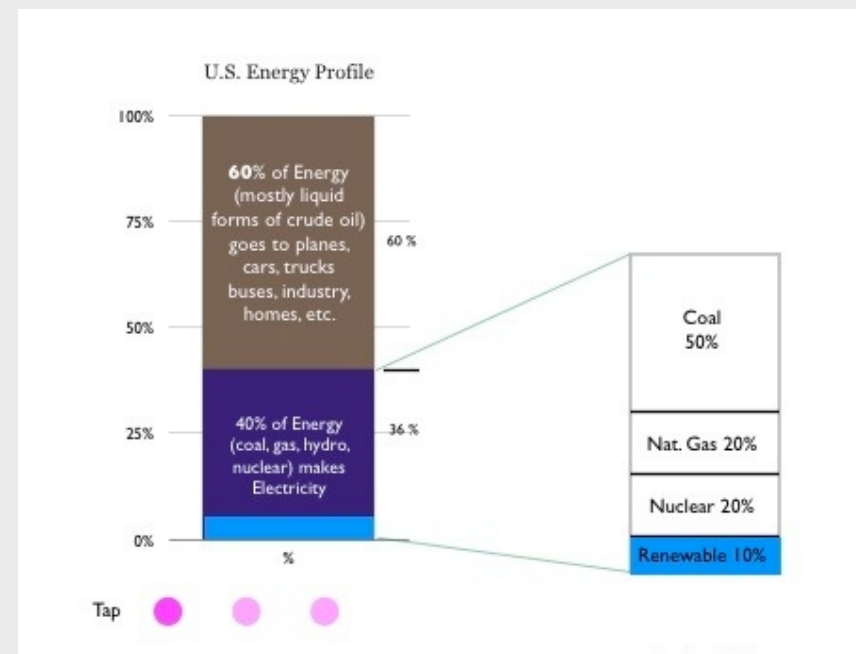 U.S. Energy Profile
100%
75%
50%
25%
0%
60% of Energy
(mostly liquid
forms of crude oil)
goes to planes,
cars, trucks
buses, industry,
homes, etc.
60 %
40% of Energy
(coal, gas, hydro,
nuclear) makes
Electricity
36 %
%
Coal
50%
Nat. Gas 20%
Nuclear 20%
Renewable 10%
Tap